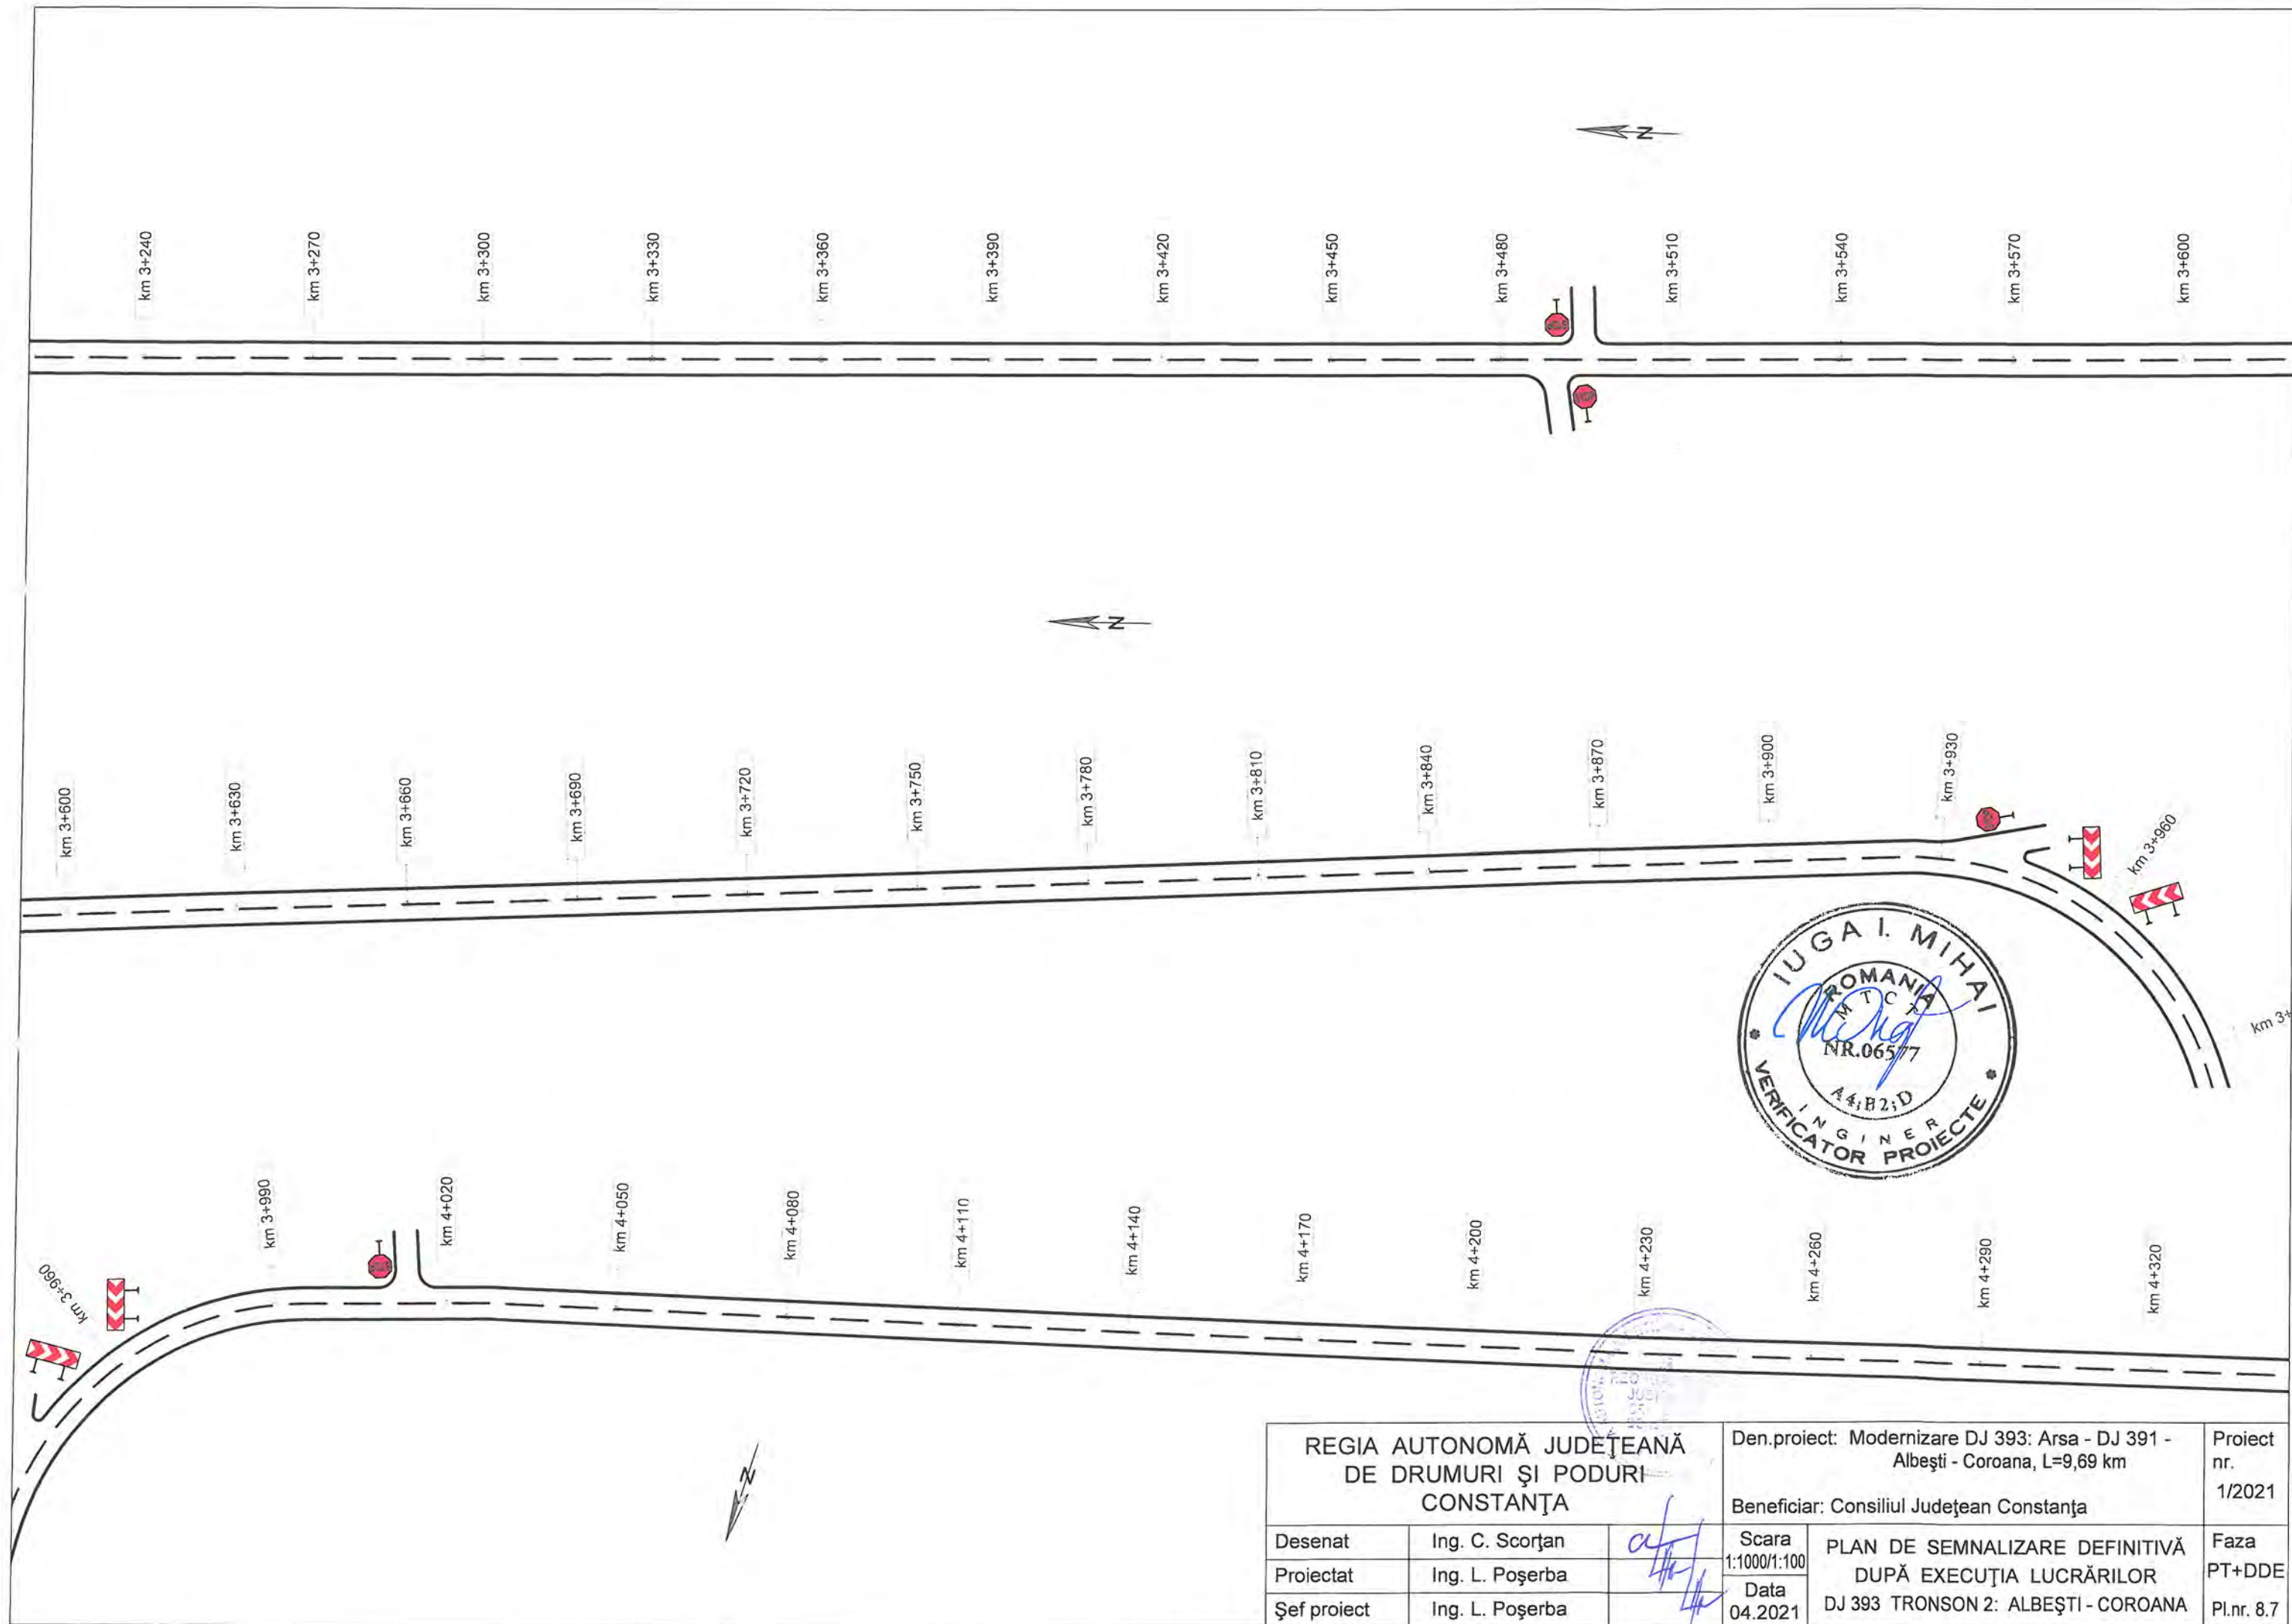 N
km 3+240
km 3+270
km 3+300
km 3+330
km 3+360
km 3+390
km 3+420
km 3+450
km 3+480
km 3+510
km 3+540
km 3+570
km 3+600
STOP
STOP
N
km 3+600
km 3+630
km 3+660
km 3+690
km 3+720
km 3+750
km 3+780
km 3+810
km 3+840
km 3+870
km 3+900
km 3+930
km 3+960
km 3+
IUGA I. MIHAI
ROMANIA
M T C T
NR.06577
A4;B2;D
INGINER
VERIFICATOR PROIECTE
km 3+960
km 3+990
km 4+020
km 4+050
km 4+080
km 4+110
km 4+140
km 4+170
km 4+200
km 4+230
km 4+260
km 4+290
km 4+320
STOP
N
REGIA AUTONOMĂ JUDEŢEANĂ
DE DRUMURI ŞI PODURI
CONSTANŢA
Den.proiect: Modernizare DJ 393: Arsa - DJ 391 -
Albeşti - Coroana, L=9,69 km
Beneficiar: Consiliul Judeţean Constanţa
Proiect
nr.
1/2021
Desenat Ing. C. Scorţan
Proiectat Ing. L. Poşerba
Şef proiect Ing. L. Poşerba
Scara
1:1000/1:100
Data
04.2021
PLAN DE SEMNALIZARE DEFINITIVĂ
DUPĂ EXECUŢIA LUCRĂRILOR
DJ 393 TRONSON 2: ALBEŞTI - COROANA
Faza
PT+DDE
Pl.nr. 8.7